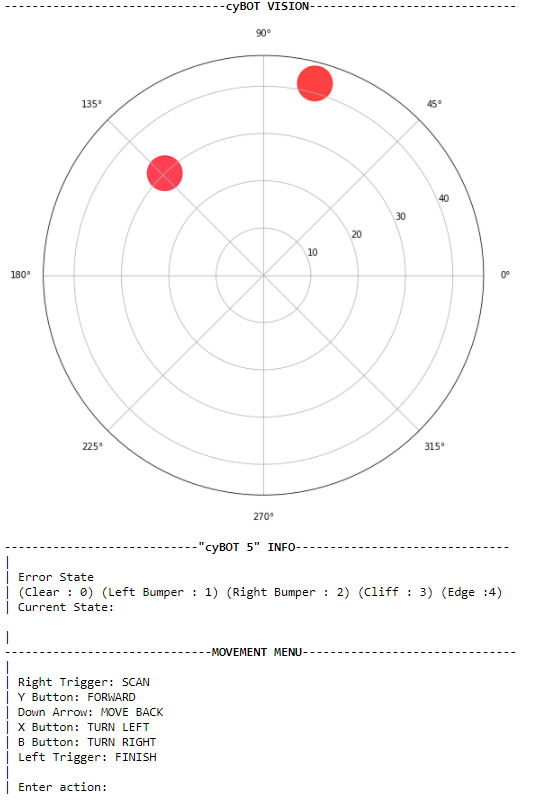 --------------------------------cyBOT VISION------------------------------
90°
135°
45°
40
30
20
10
180°
0°
225°
315°
270°
----------------------------"cyBOT 5" INFO-------------------------------
|
| Error State
| (Clear : 0) (Left Bumper : 1) (Right Bumper : 2) (Cliff : 3) (Edge :4)
| Current State:
|
------------------------------MOVEMENT MENU-------------------------------
|
| Right Trigger: SCAN
| Y Button: FORWARD
| Down Arrow: MOVE BACK
| X Button: TURN LEFT
| B Button: TURN RIGHT
| Left Trigger: FINISH
|
| Enter action: